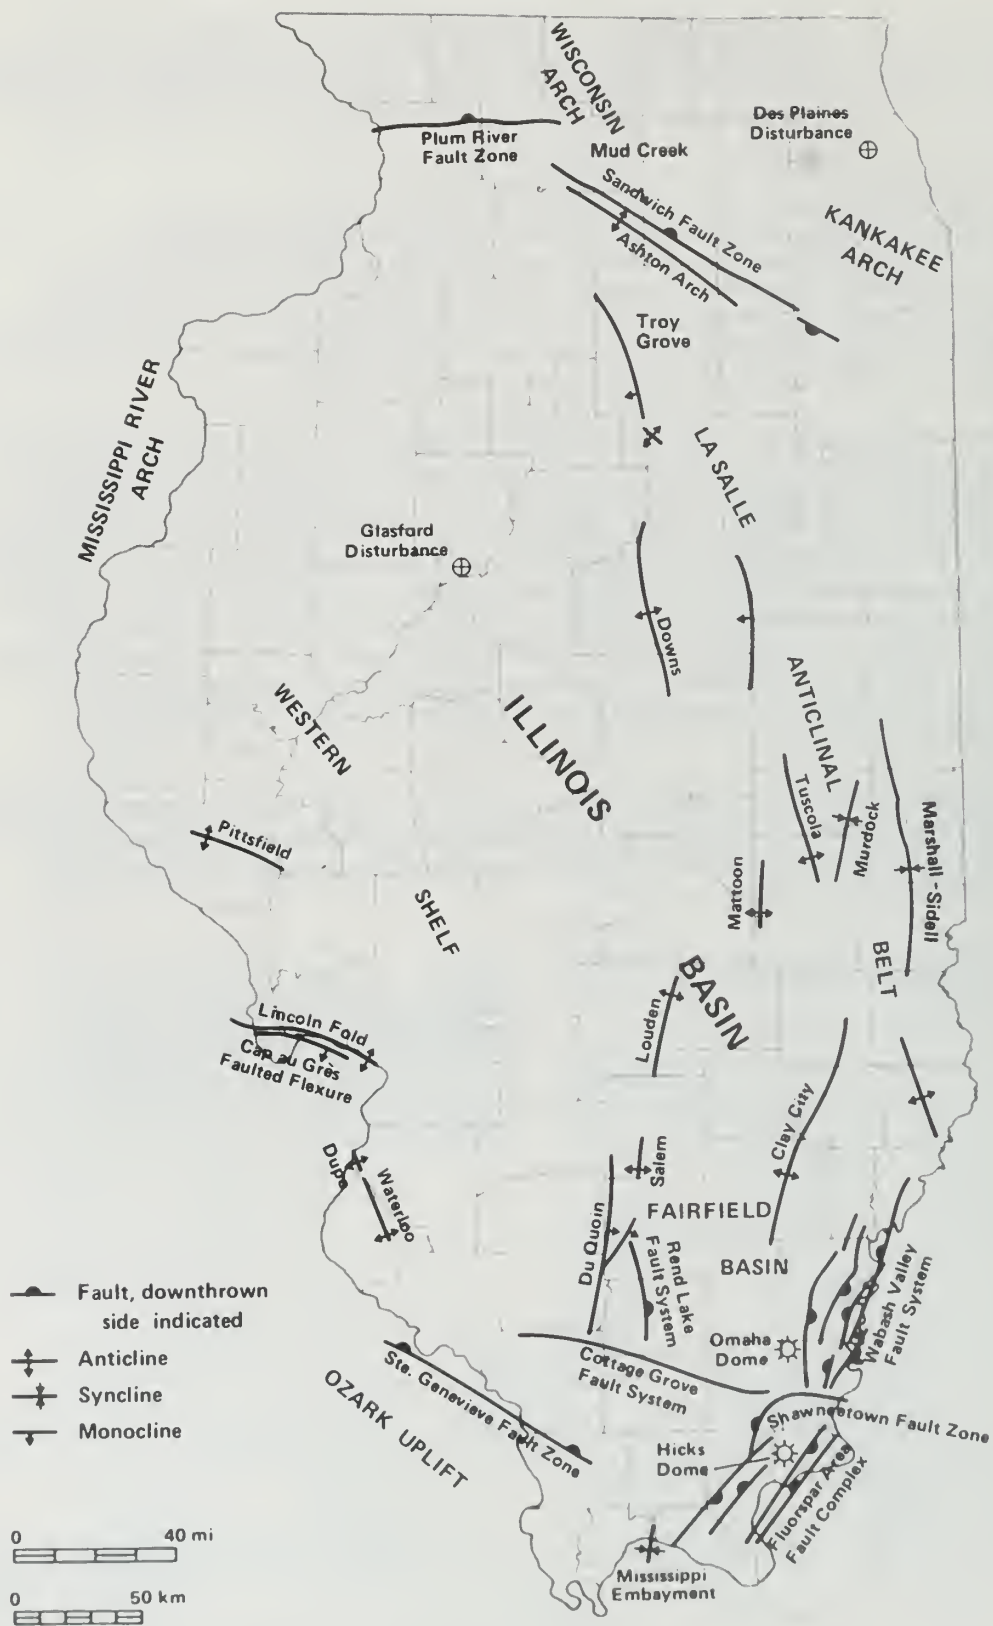 WISCONSIN
ARCH
Plum River
Fault Zone
Mud Creek
Des Plaines
Disturbance
Sandwich Fault Zone
Ashton Arch
KANKAKEE
ARCH
Troy
Grove
MISSISSIPPI RIVER
ARCH
LA SALLE
Glasford
Disturbance
Downs
ANTICLINAL
WESTERN
ILLINOIS
Tuscola
Murdock
Marshall-Sidell
Pittsfield
Mattoon
SHELF
BELT
BASIN
Louden
Lincoln Fold
Cap au Grès
Faulted Flexure
Clay City
Dupo
Waterloo
Salem
FAIRFIELD
BASIN
Du Quoin
Rend Lake
Fault System
Wabash Valley
Fault System
Omaha
Dome
Cottage Grove
Fault System
Ste. Genevieve Fault Zone
OZARK UPLIFT
Shawneetown Fault Zone
Hicks
Dome
Fluorspar Area
Fault Complex
Mississippi
Embayment
Fault, downthrown
side indicated
Anticline
Syncline
Monocline
0 40 mi
0 50 km